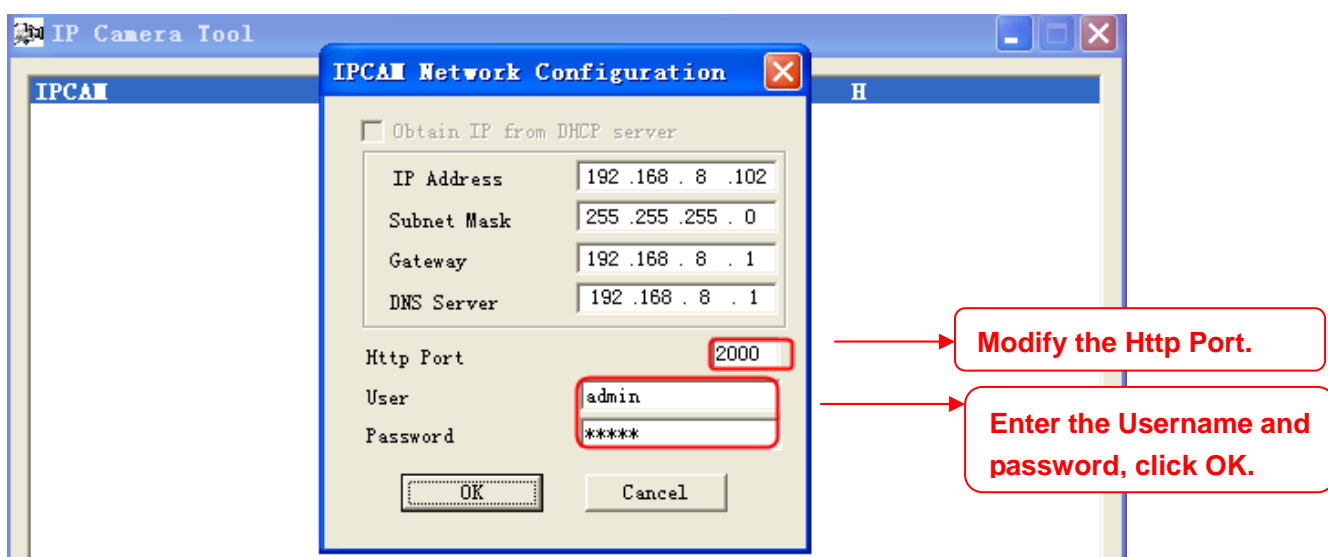 IP Camera Tool
IPCAM Network Configuration
IPCAM
H
Obtain IP from DHCP server
IP Address 192 .168 . 8 .102
Subnet Mask 255 .255 .255 . 0
Gateway 192 .168 . 8 . 1
DNS Server 192 .168 . 8 . 1
Http Port 2000
Modify the Http Port.
User admin
Password *****
Enter the Username and
password, click OK.
OK Cancel